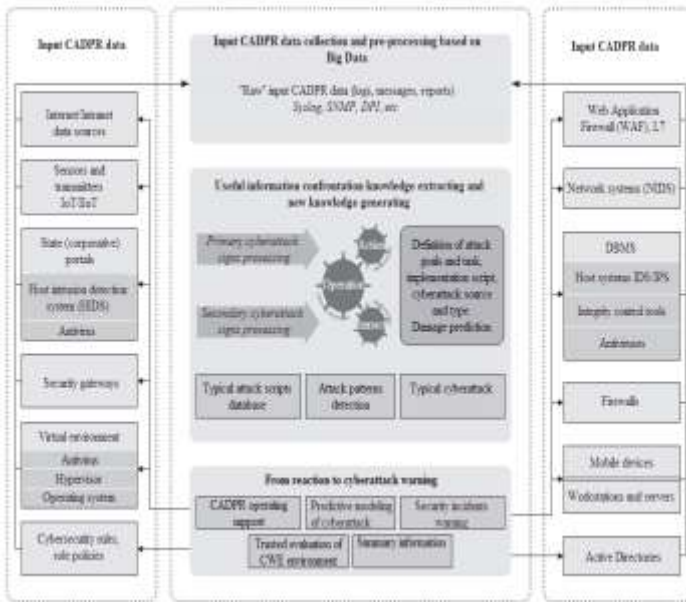 Input CADPR data
Internet/Intranet
data sources
Sensors and
transmitters
IoT/IIoT
State (corporative)
portals
Host intrusion detection
system (HIDS)
Antivirus
Security gateways
Virtual environment
Antivirus
Hypervisor
Operating system
Cybersecurity rules,
role policies
Input CADPR data collection and pre-processing based on
Big Data
"Raw" input CADPR data (logs, messages, reports)
Syslog, SNMP, DPI, etc
Useful information confrontation knowledge extracting and
new knowledge generating
Primary cyberattack
signs processing
Secondary cyberattack
signs processing
Operation
Definition of attack
goals and task,
implementation script,
cyberattack source
and type
Damage prediction
Typical attack scripts
database
Attack patterns
detection
Typical cyberattack
From reaction to cyberattack warning
CADPR operating
support
Predictive modeling
of cyberattack
Security incidents
warning
Trusted evaluation of
CWE environment
Summary information
Input CADPR data
Web Application
Firewall (WAF), L7
Network systems (NIDS)
DBMS
Host systems IDS/IPS
Integrity control tools
Antiviruses
Firewalls
Mobile devices
Workstations and servers
Active Directories